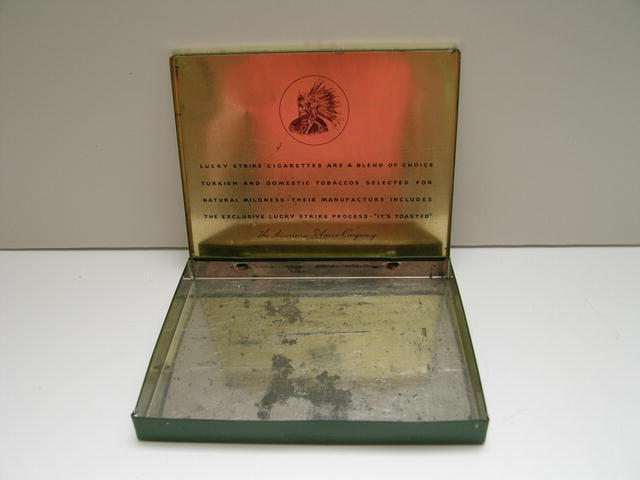 LUCKY STRIKE CIGARETTES ARE A BLEND OF CHOICE
TURKISH AND DOMESTIC TOBACCOS SELECTED FOR
NATURAL MILDNESS-THEIR MANUFACTURE INCLUDES
THE EXCLUSIVE LUCKY STRIKE PROCESS-"IT'S TOASTED"
The American Tobacco Company